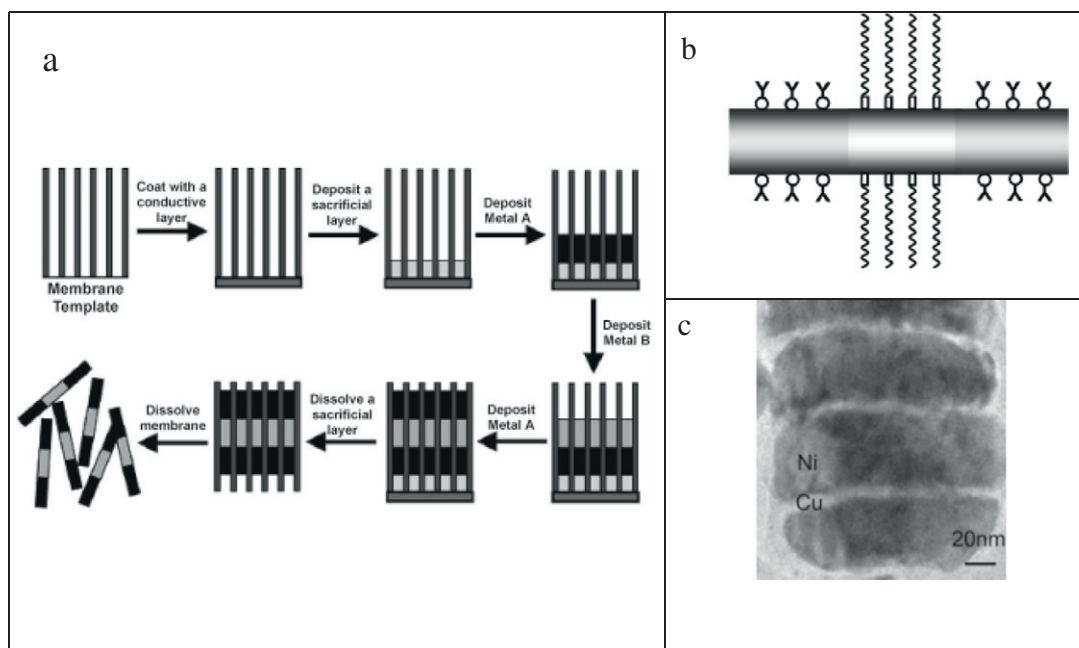 a
Coat with a
conductive
layer
Deposit a
sacrificial
layer
Deposit
Metal A
Membrane
Template
Deposit
Metal B
Dissolve
membrane
Dissolve a
sacrificial
layer
Deposit
Metal A
b
c
Ni
Cu
20nm